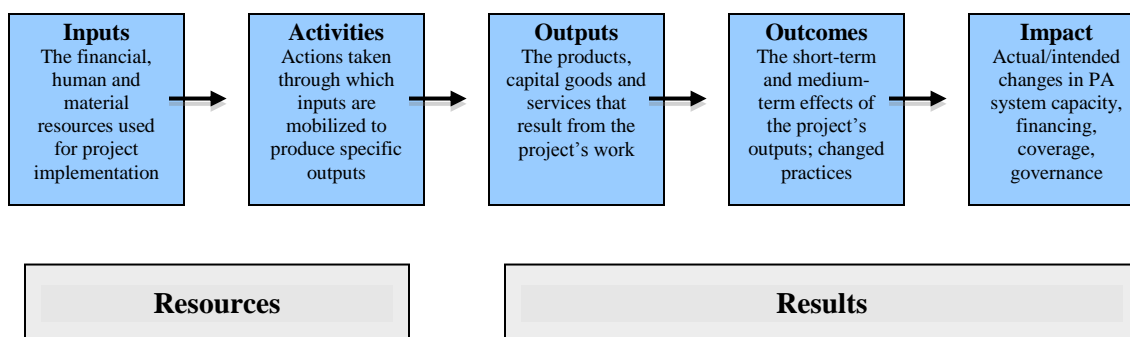 Inputs
The financial,
human and
material
resources used
for project
implementation
Activities
Actions taken
through which
inputs are
mobilized to
produce specific
outputs
Outputs
The products,
capital goods and
services that
result from the
project's work
Outcomes
The short-term
and medium-
term effects of
the project's
outputs; changed
practices
Impact
Actual/intended
changes in PA
system capacity,
financing,
coverage,
governance
Resources
Results